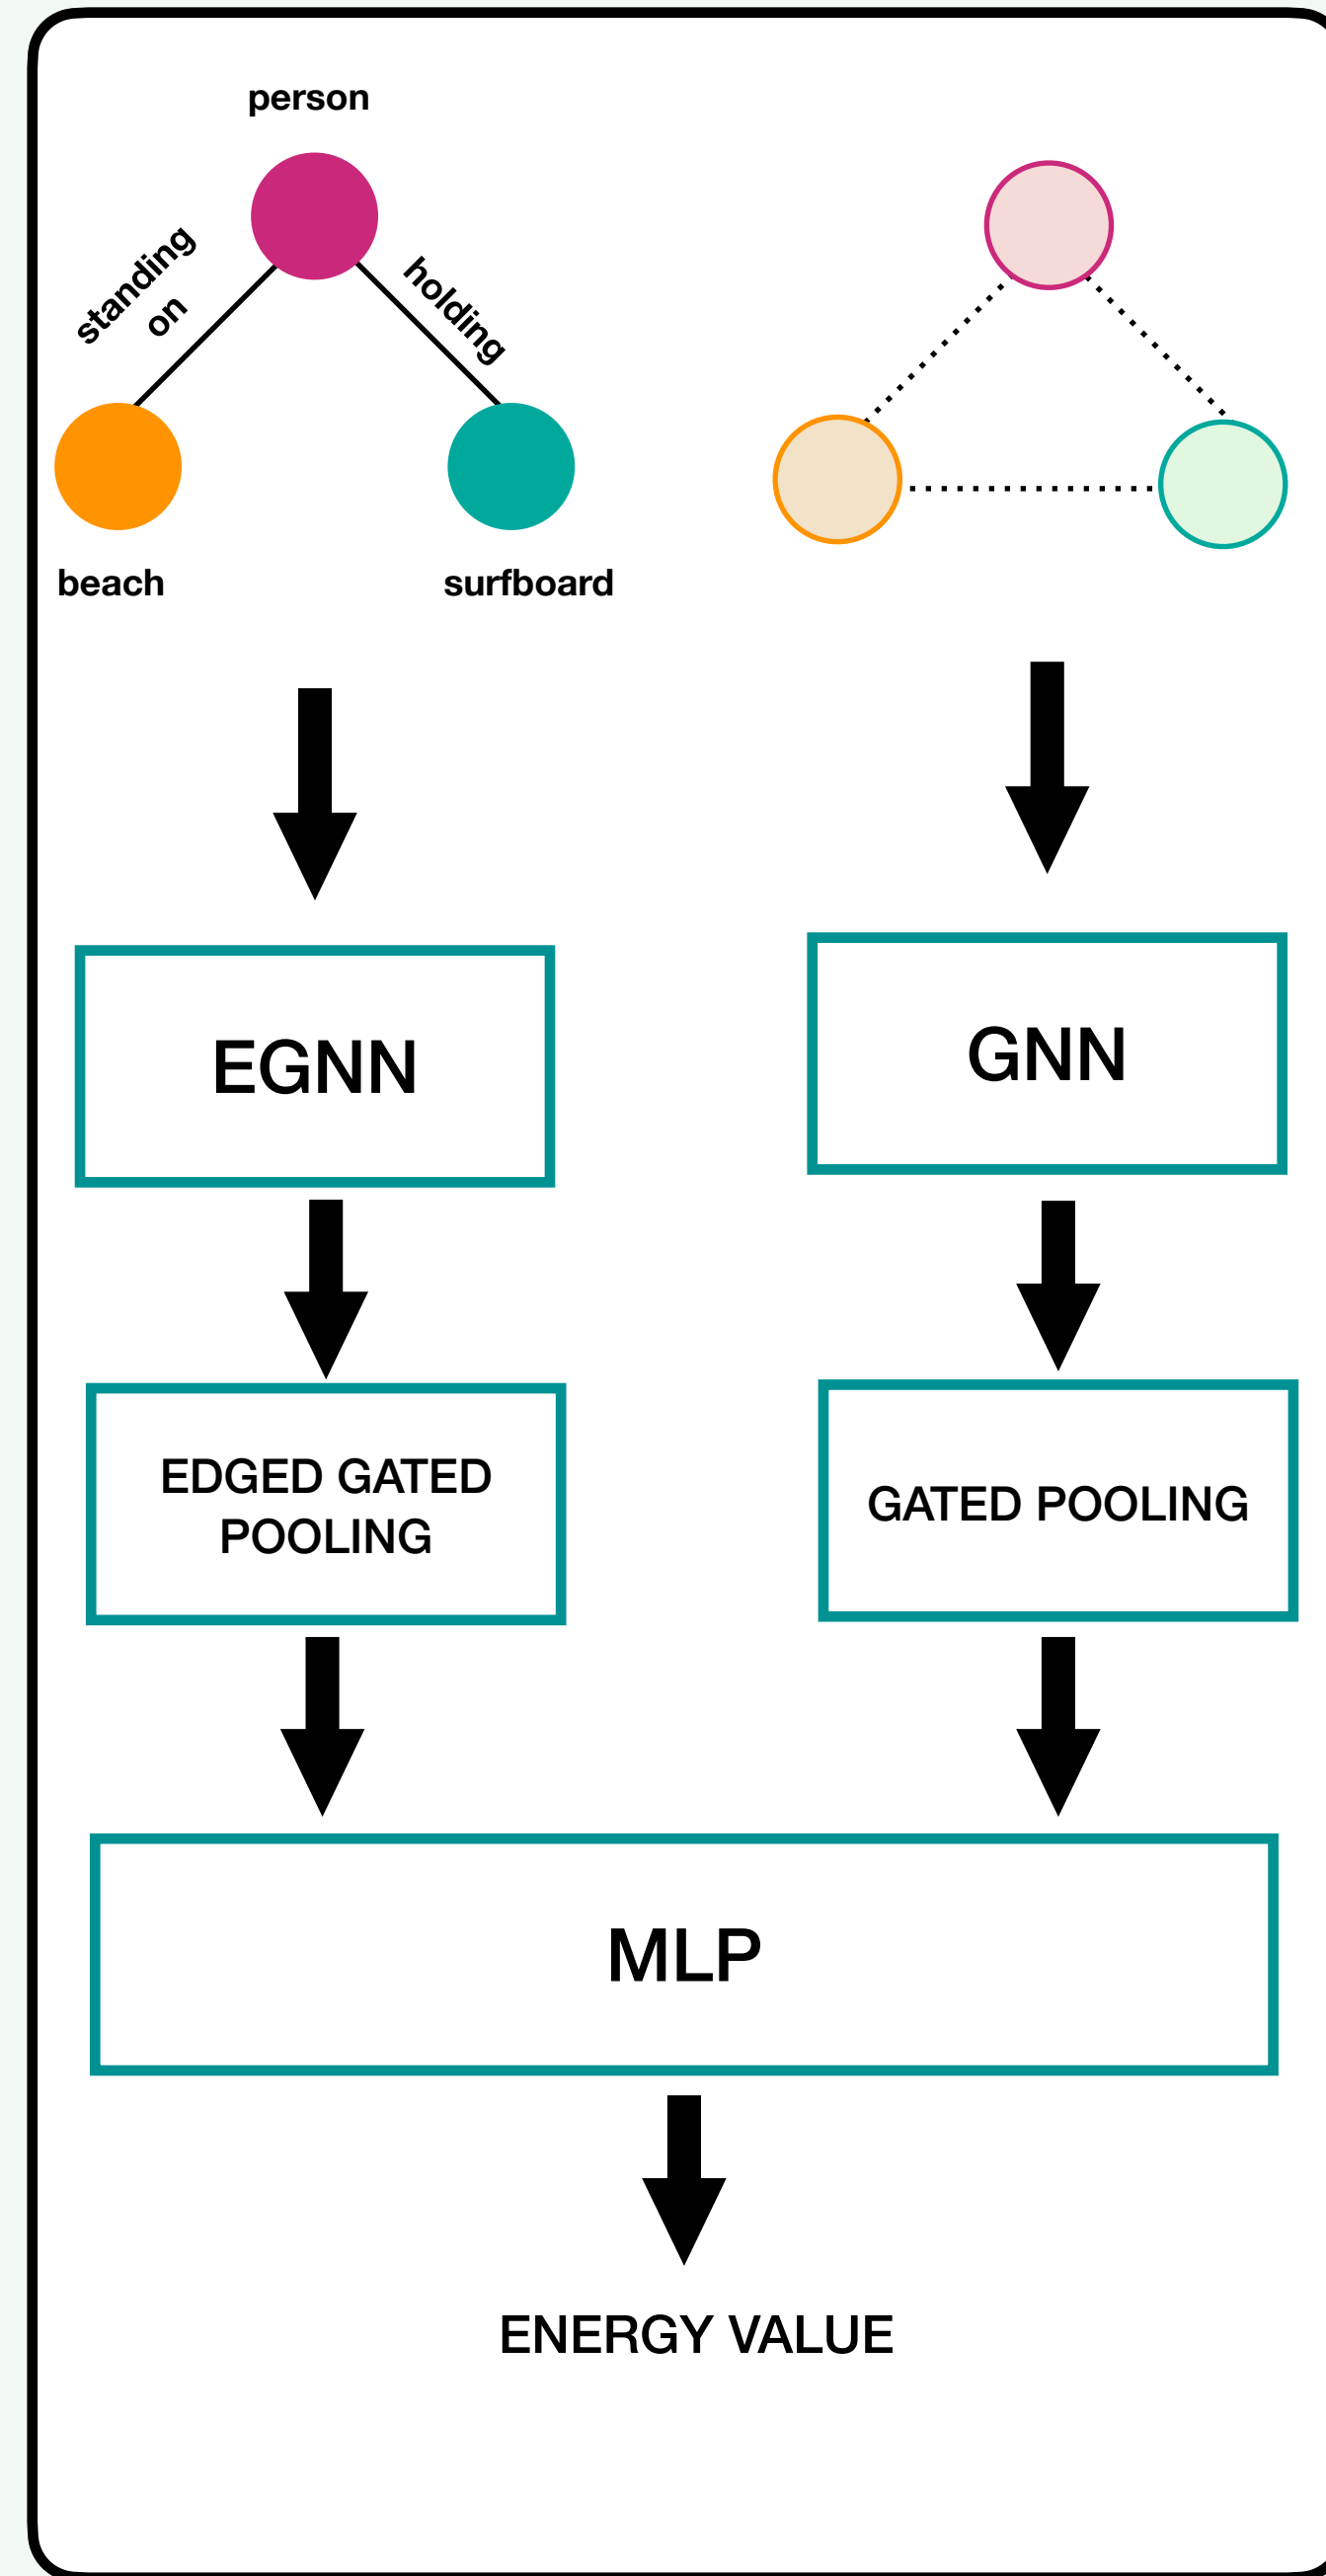 person
standing
on
holding
beach
surfboard
EGNN
GNN
EDGED GATED
POOLING
GATED POOLING
MLP
ENERGY VALUE